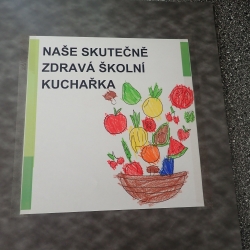 NAŠE SKUTEČNĚ
ZDRAVÁ ŠKOLNÍ
KUCHAŘKA